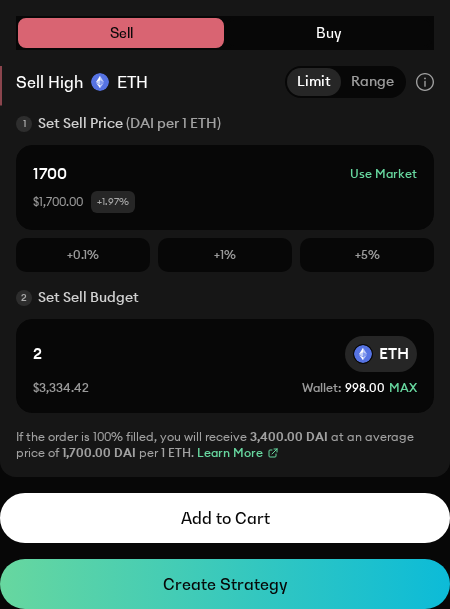 Sell Buy
Sell High ETH Limit Range
1 Set Sell Price (DAI per 1 ETH)
1700 Use Market
$1,700.00 +1.97%
+0.1% +1% +5%
2 Set Sell Budget
2 ETH
$3,334.42 Wallet: 998.00 MAX
If the order is 100% filled, you will receive 3,400.00 DAI at an average
price of 1,700.00 DAI per 1 ETH. Learn More
Add to Cart
Create Strategy